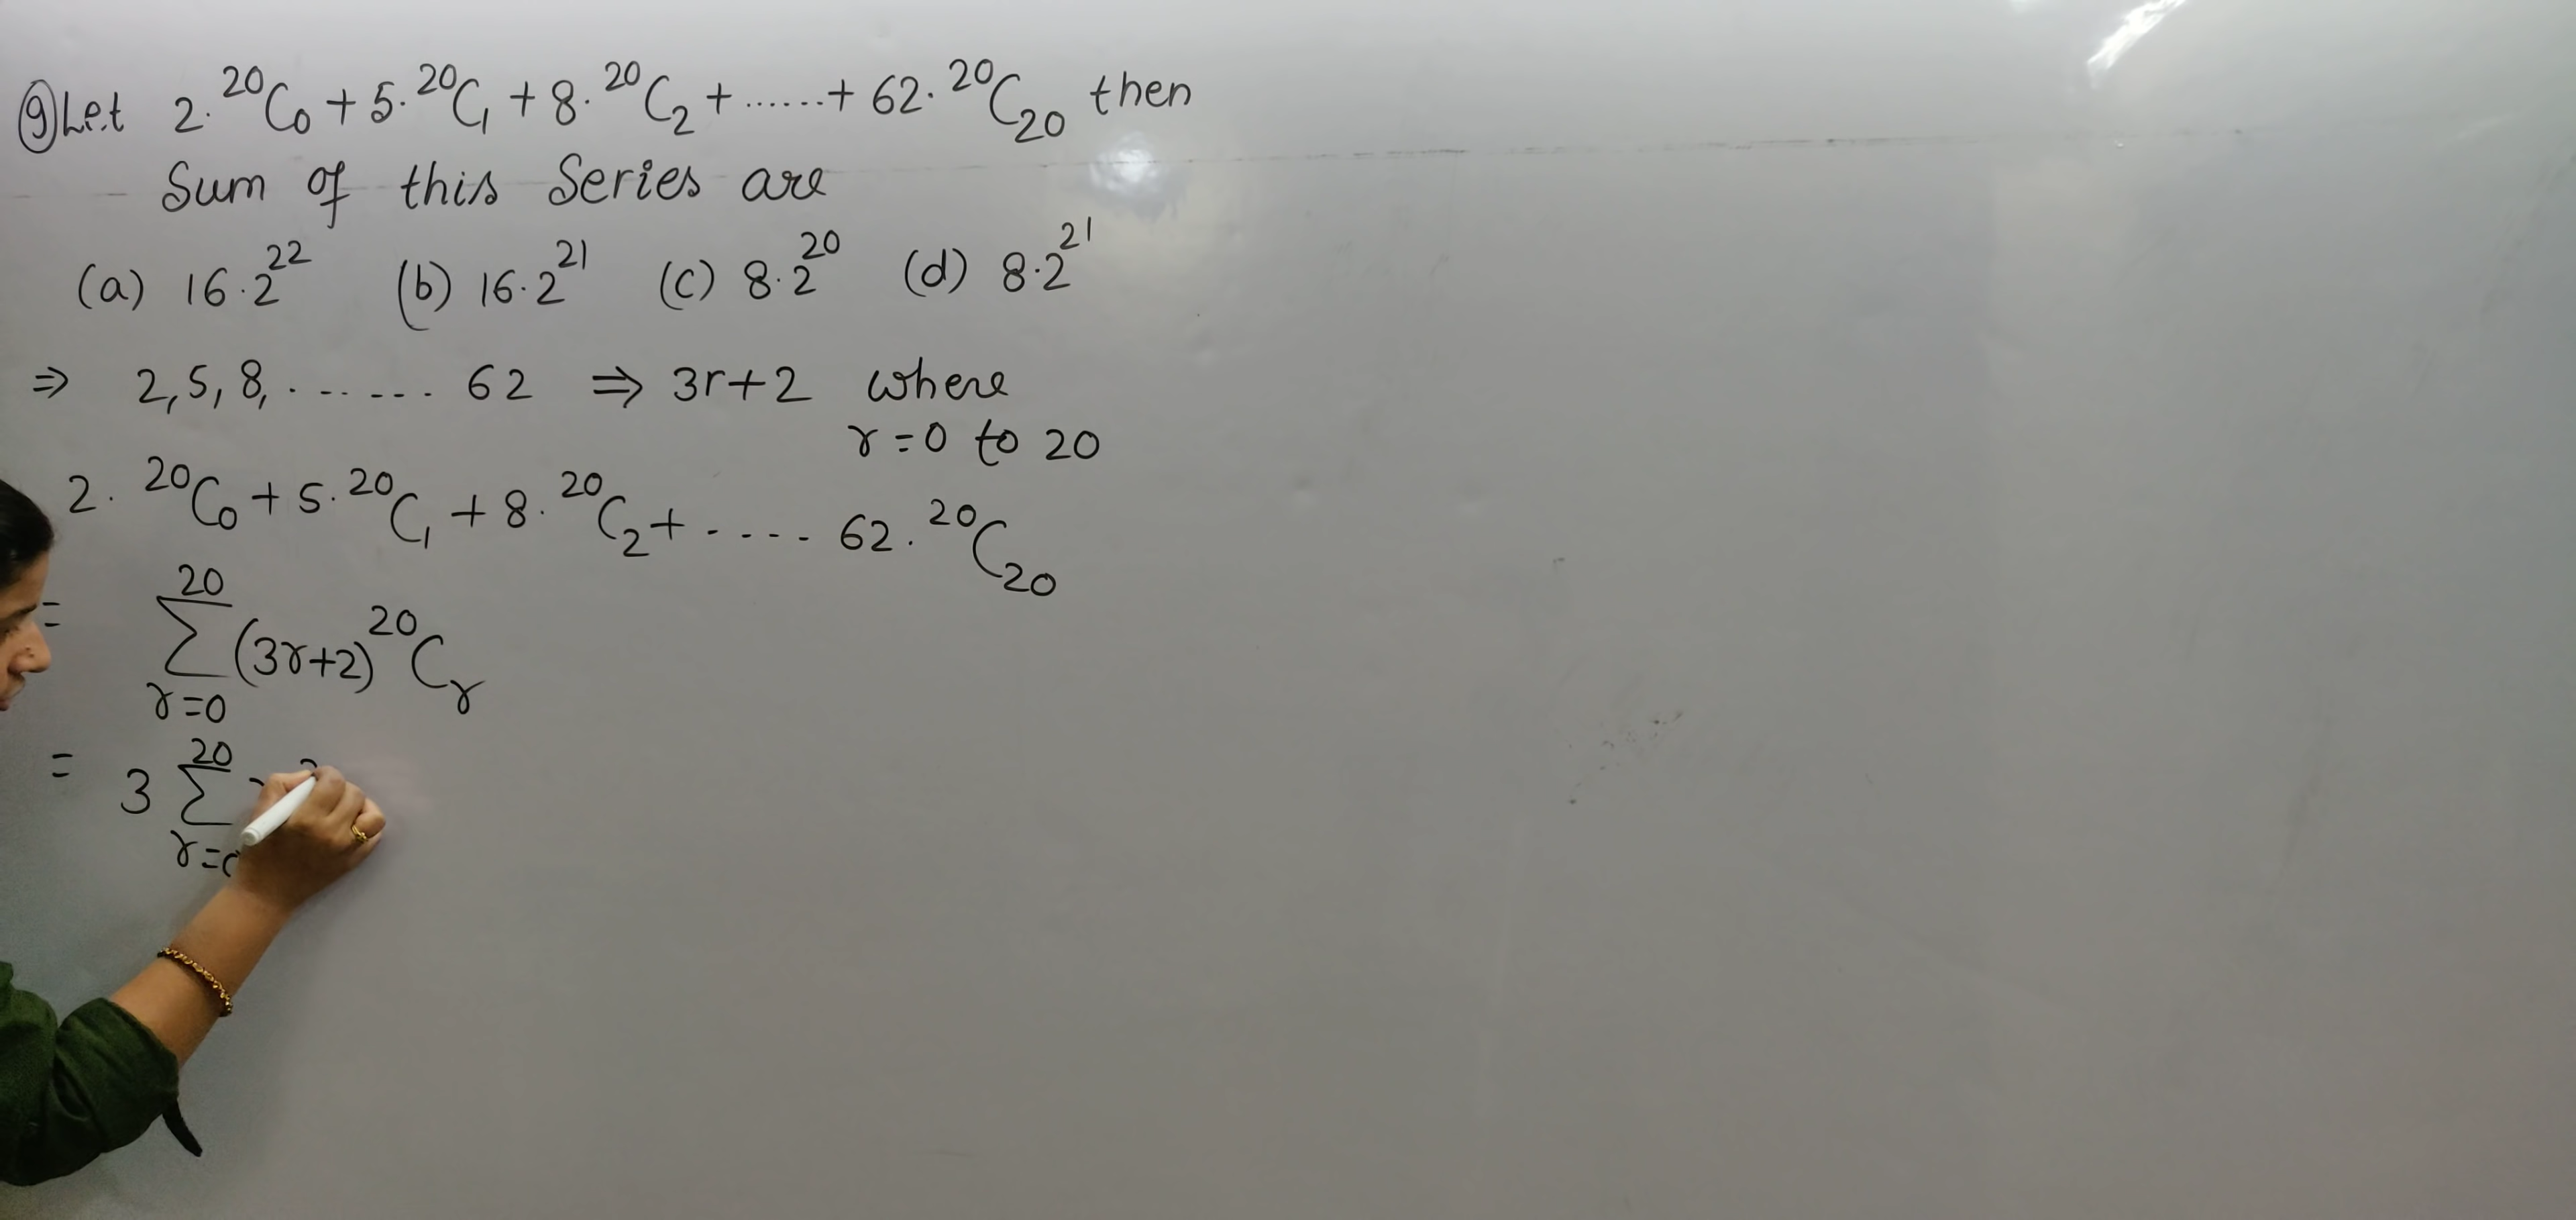 ⑨ Let 2·²⁰C₀ + 5·²⁰C₁ + 8·²⁰C₂ + ...... + 62·²⁰C₂₀ then
Sum of this Series are
(a) 16·2²² (b) 16·2²¹ (c) 8·2²⁰ (d) 8·2²¹
⇒ 2, 5, 8, ....... 62 ⇒ 3r+2 where
r = 0 to 20
2·²⁰C₀ + 5·²⁰C₁ + 8·²⁰C₂ + ..... 62·²⁰C₂₀
= 20 Σ r=0 (3r+2) ²⁰Cᵣ
= 3 20 Σ r=